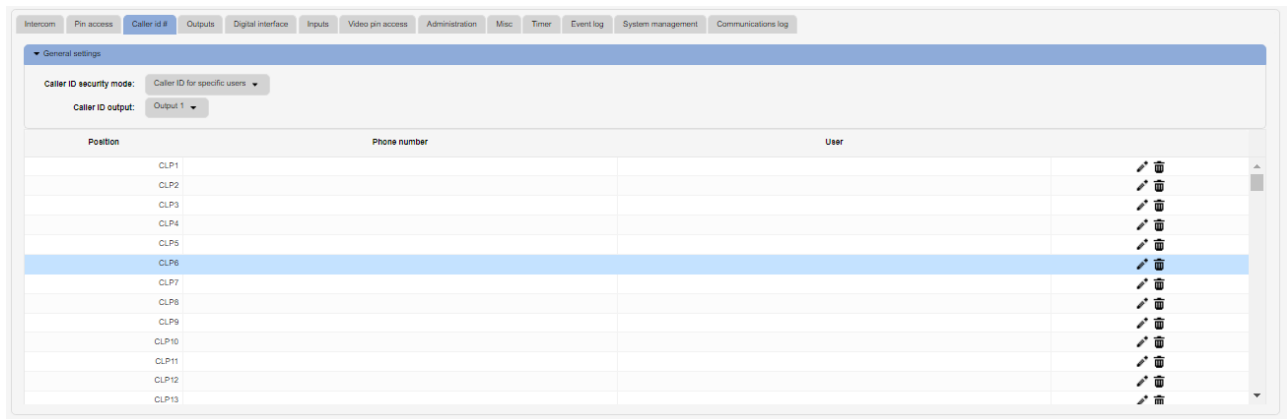 Intercom Pin access Caller id # Outputs Digital interface Inputs Video pin access Administration Misc Timer Event log System management Communications log
General settings
Caller ID security mode: Caller ID for specific users
Caller ID output: Output 1
Position Phone number User
CLP1
CLP2
CLP3
CLP4
CLP5
CLP6
CLP7
CLP8
CLP9
CLP10
CLP11
CLP12
CLP13